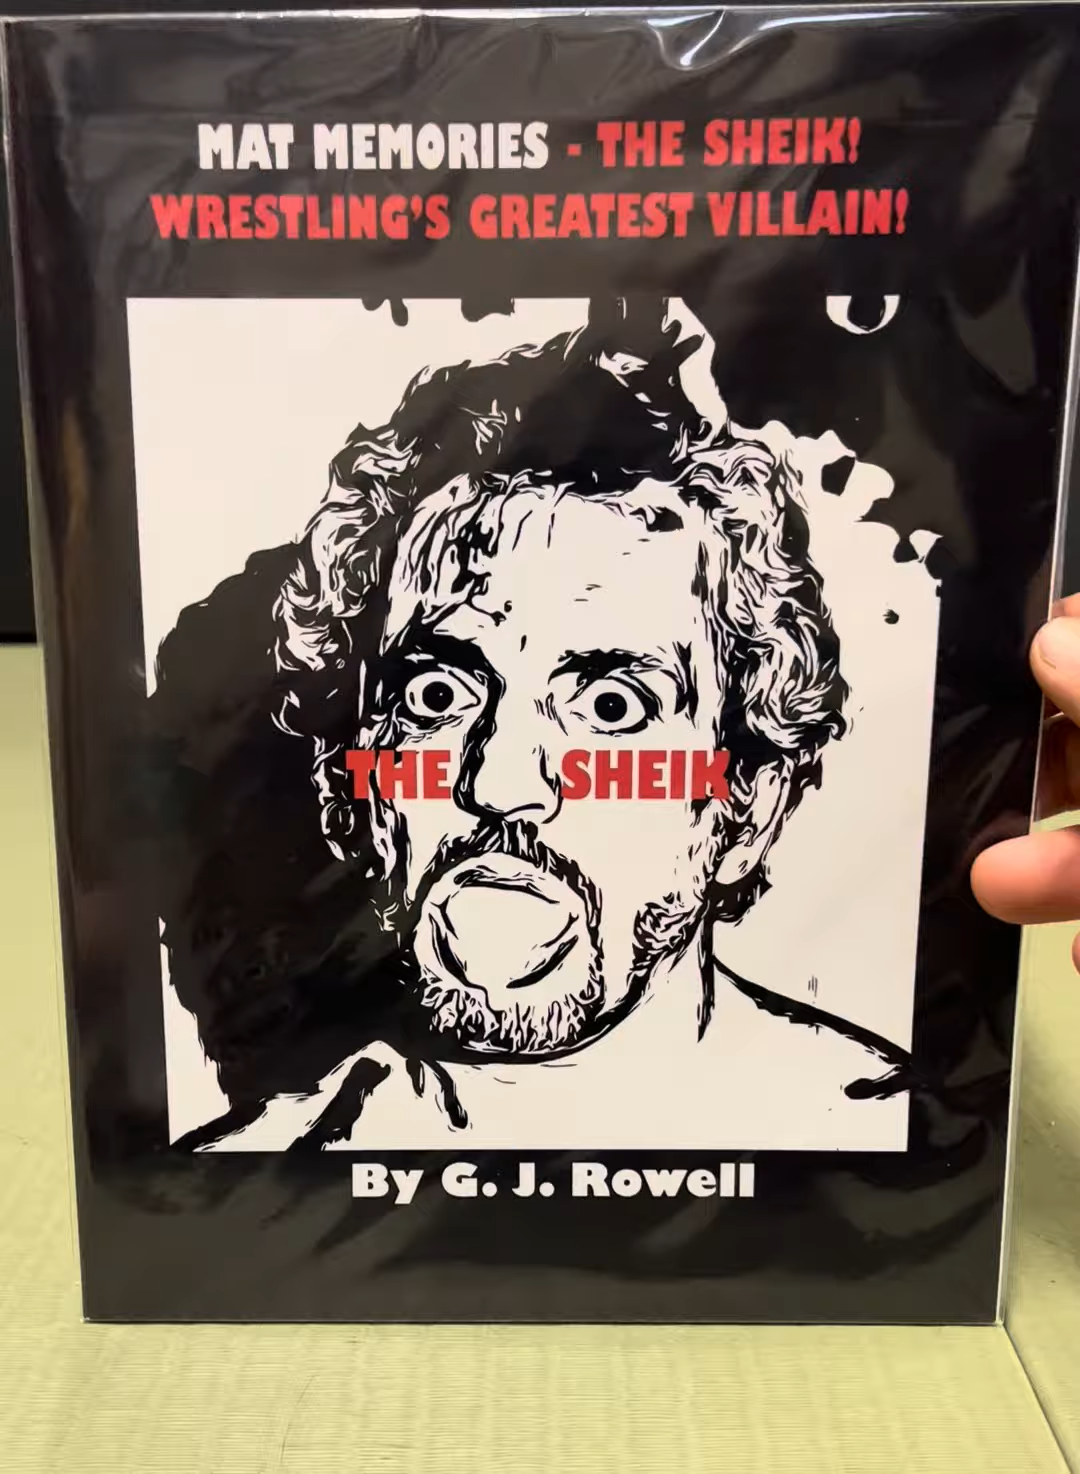 MAT MEMORIES - THE SHEIK!
WRESTLING'S GREATEST VILLAIN!
THE SHEIK
By G. J. Rowell